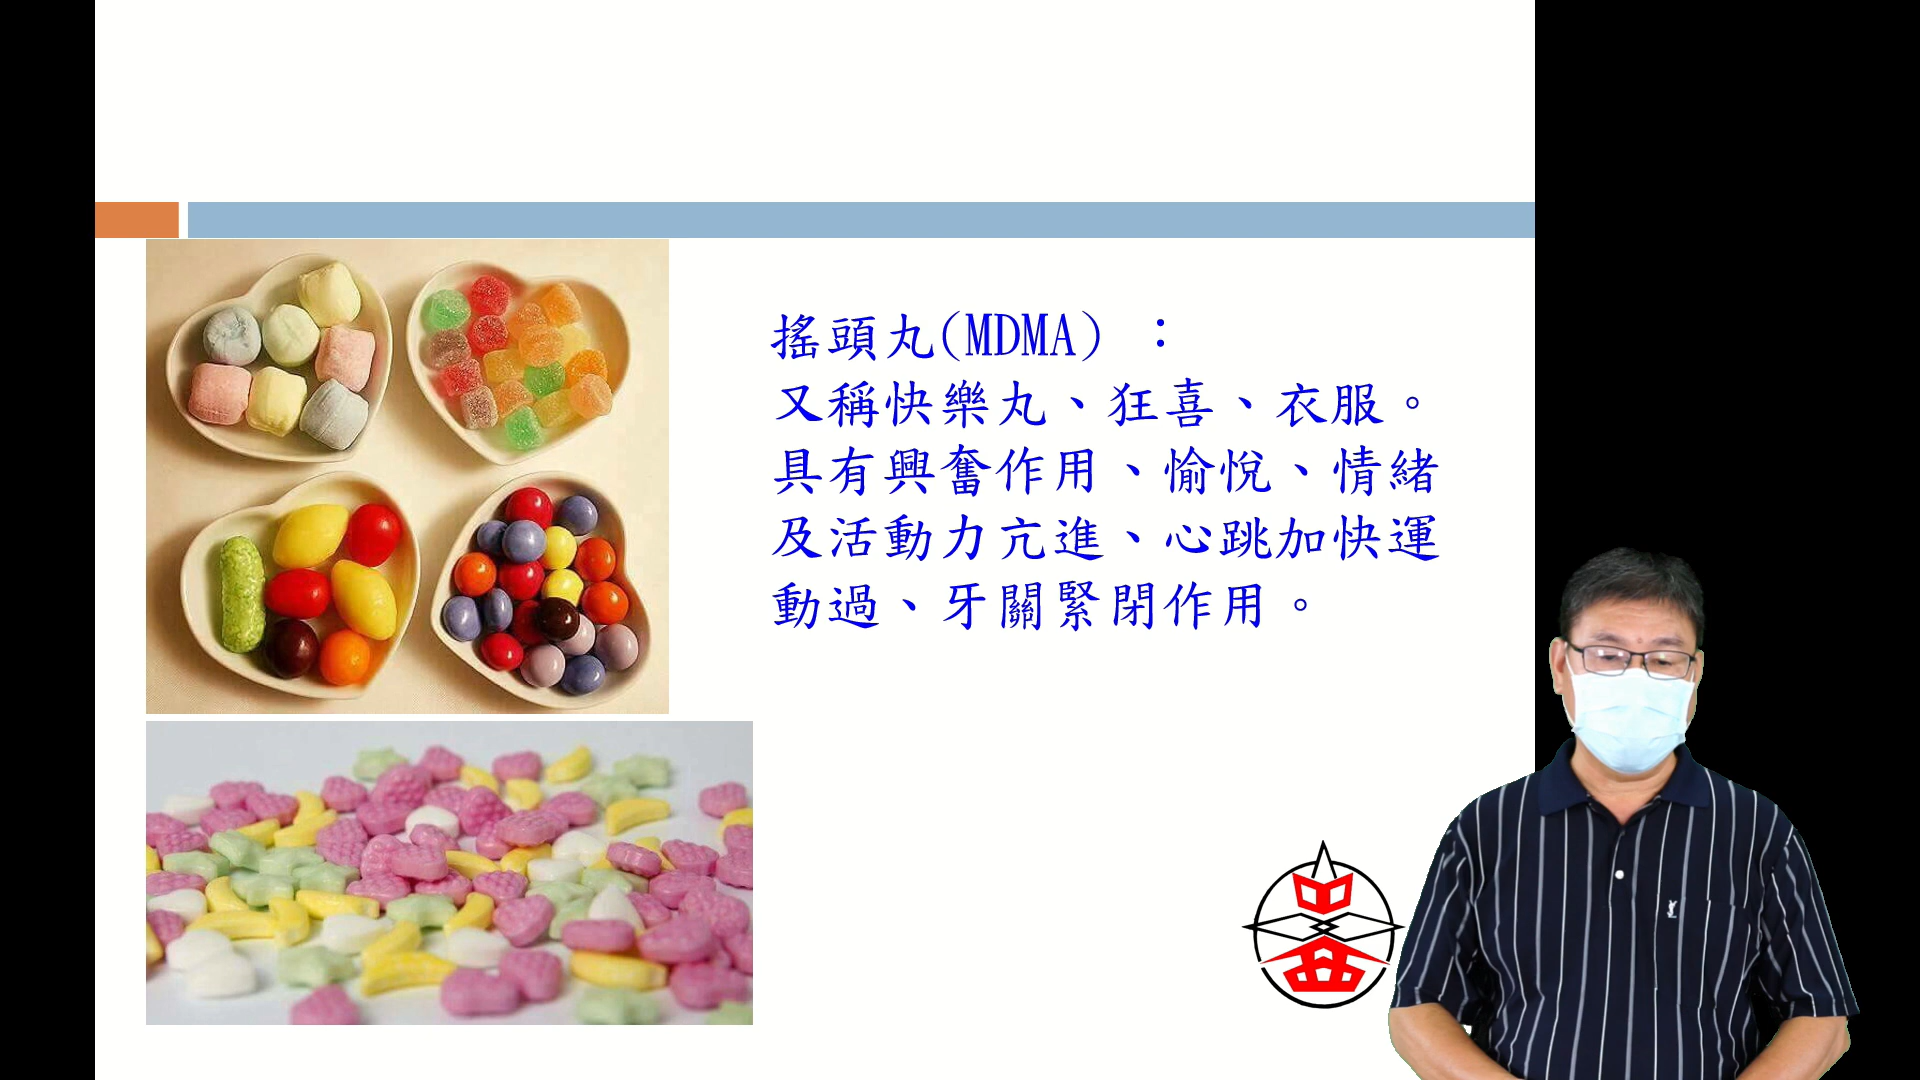 搖頭丸(MDMA) ：
又稱快樂丸、狂喜、衣服。
具有興奮作用、愉悅、情緒
及活動力亢進、心跳加快運
動過、牙關緊閉作用。